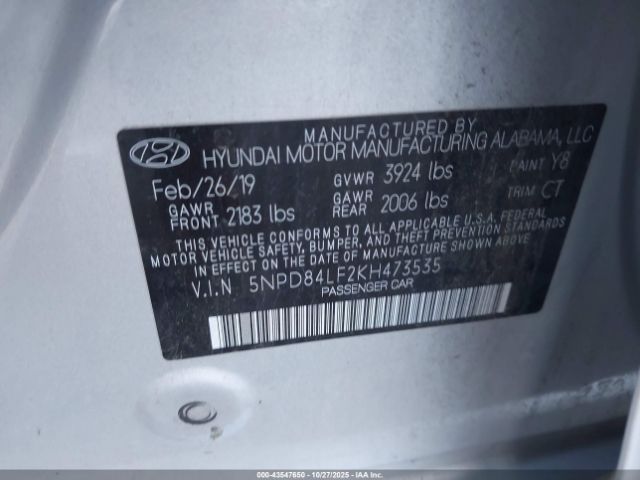 MANUFACTURED BY
HYUNDAI MOTOR MANUFACTURING ALABAMA, LLC
Feb/26/19 GVWR 3924 lbs PAINT Y8
GAWR FRONT 2183 lbs GAWR REAR 2006 lbs TRIM CT
THIS VEHICLE CONFORMS TO ALL APPLICABLE U.S.A. FEDERAL
MOTOR VEHICLE SAFETY, BUMPER, AND THEFT PREVENTION STANDARDS
IN EFFECT ON THE DATE OF MANUFACTURE SHOWN ABOVE.
V.I.N 5NPD84LF2KH473535
PASSENGER CAR
000-43547650 - 10/27/2025 - IAAI.COM